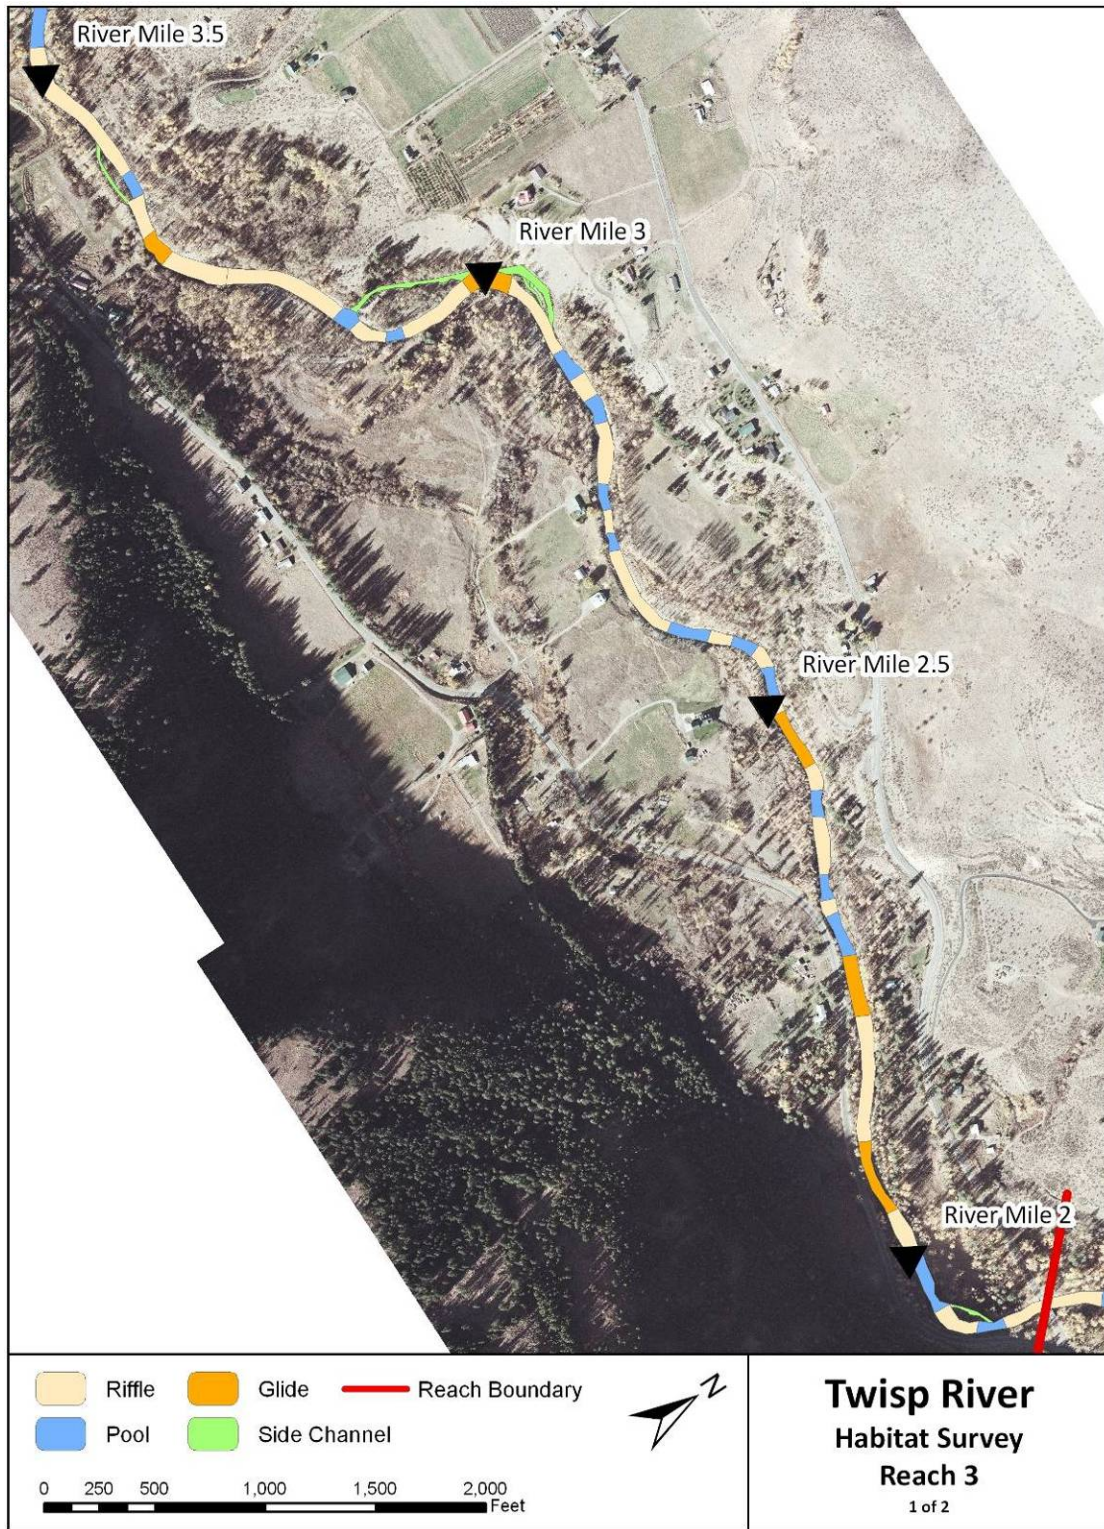 River Mile 3.5
River Mile 3
River Mile 2.5
River Mile 2
Riffle
Glide
Reach Boundary
Pool
Side Channel
N
0 250 500 1,000 1,500 2,000
Feet
Twisp River
Habitat Survey
Reach 3
1 of 2